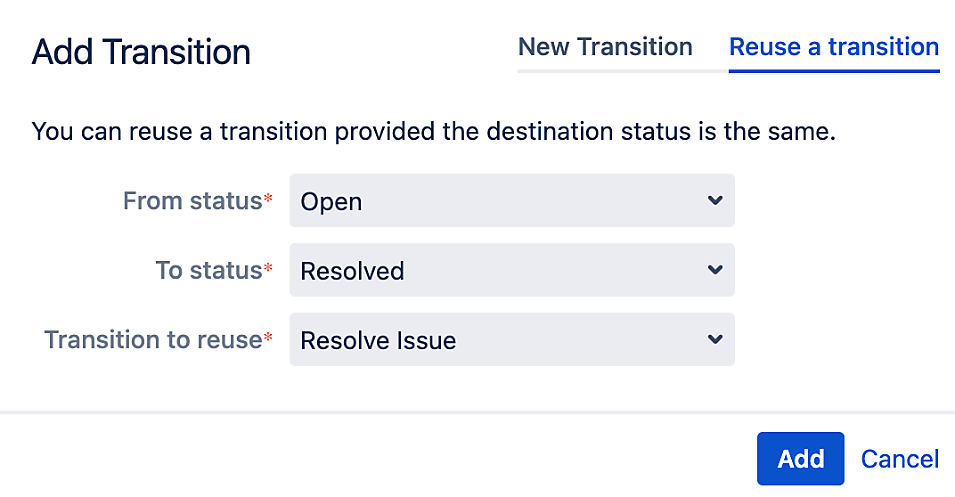 Add Transition
New Transition
Reuse a transition
You can reuse a transition provided the destination status is the same.
From status*
Open
To status*
Resolved
Transition to reuse*
Resolve Issue
Add
Cancel